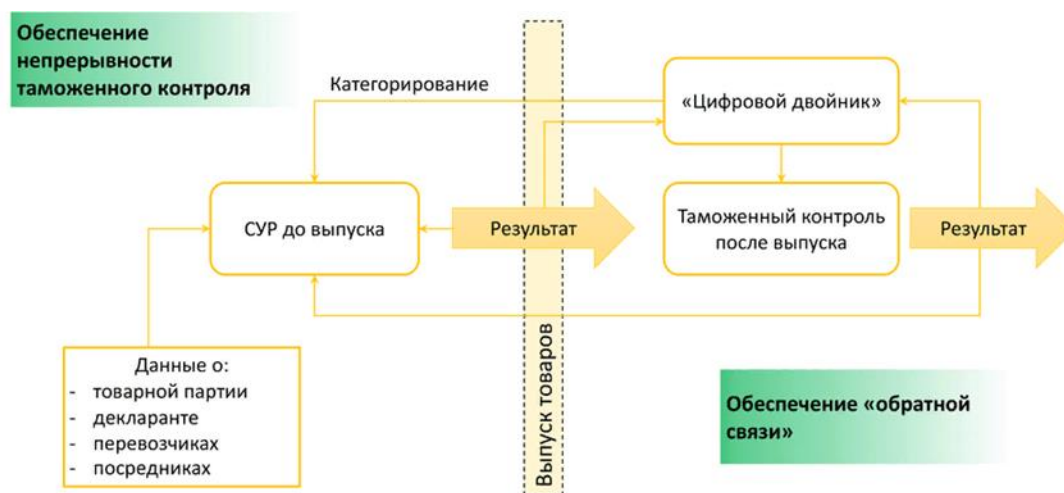 Обеспечение
непрерывности
таможенного контроля
Категорирование
«Цифровой двойник»
СУР до выпуска
Результат
Таможенный контроль
после выпуска
Результат
Данные о:
- товарной партии
- декларанте
- перевозчиках
- посредниках
Выпуск товаров
Обеспечение «обратной
связи»